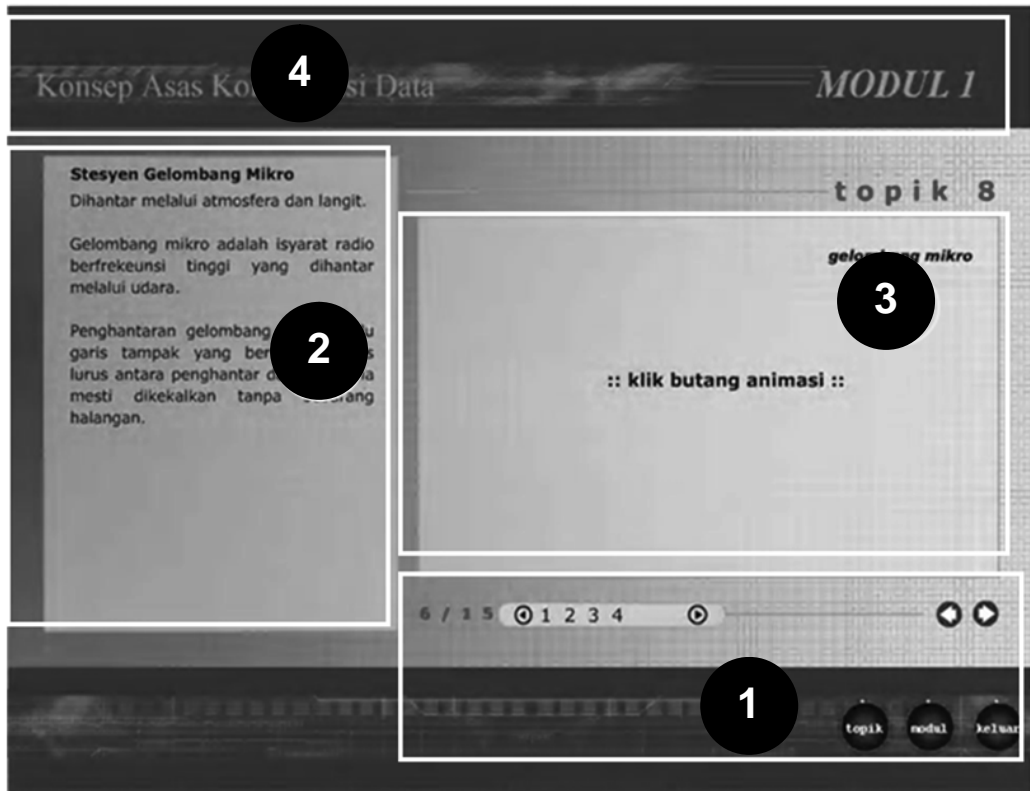 4
Konsep Asas Ko si Data
MODUL 1
Stesyen Gelombang Mikro
Dihantar melalui atmosfera dan langit.
Gelombang mikro adalah isyarat radio
berfrekeunsi tinggi yang dihantar
melalui udara.
Penghantaran gelombang
garis tampak yang
lurus antara penghantar
mesti dikekalkan tanpa
halangan.
2
topik 8
gelombang mikro
3
:: klik butang animasi ::
6 / 15 1 2 3 4
1
topik modul keluar